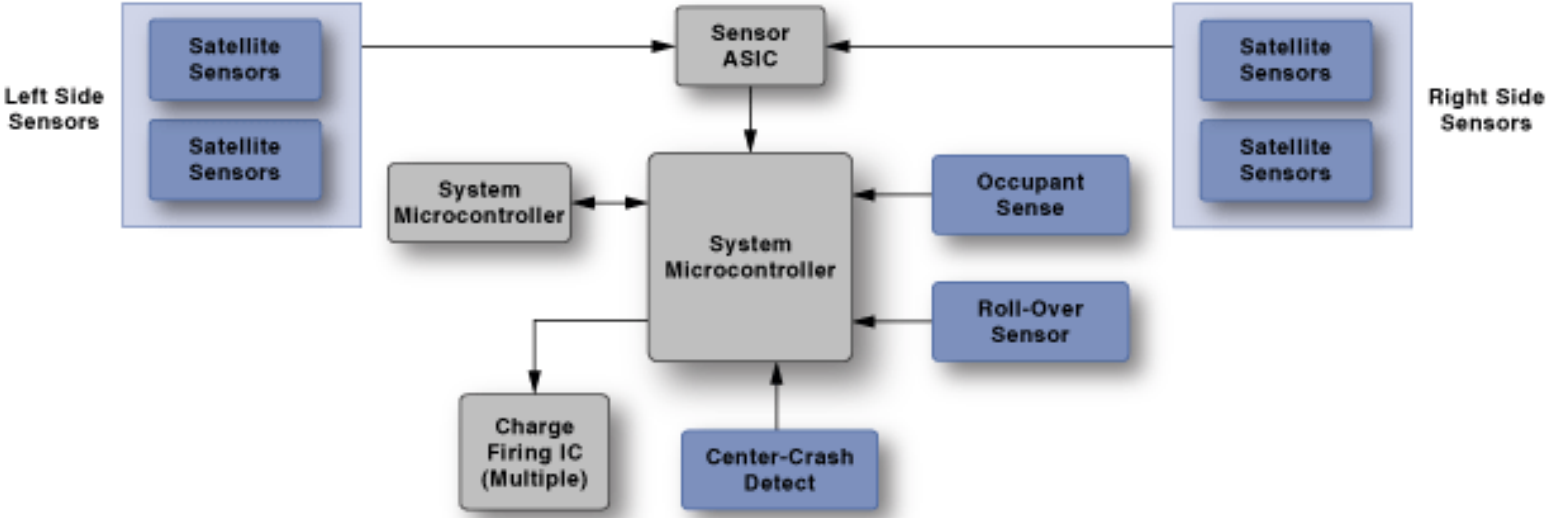 Left Side
Sensors
Satellite
Sensors
Satellite
Sensors
Sensor
ASIC
Satellite
Sensors
Satellite
Sensors
Right Side
Sensors
System
Microcontroller
System
Microcontroller
Occupant
Sense
Roll-Over
Sensor
Charge
Firing IC
(Multiple)
Center-Crash
Detect